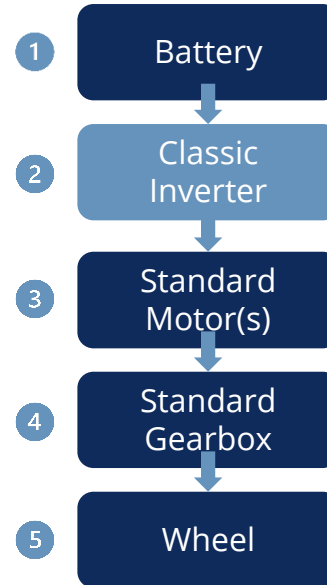 1
Battery
2
Classic
Inverter
3
Standard
Motor(s)
4
Standard
Gearbox
5
Wheel